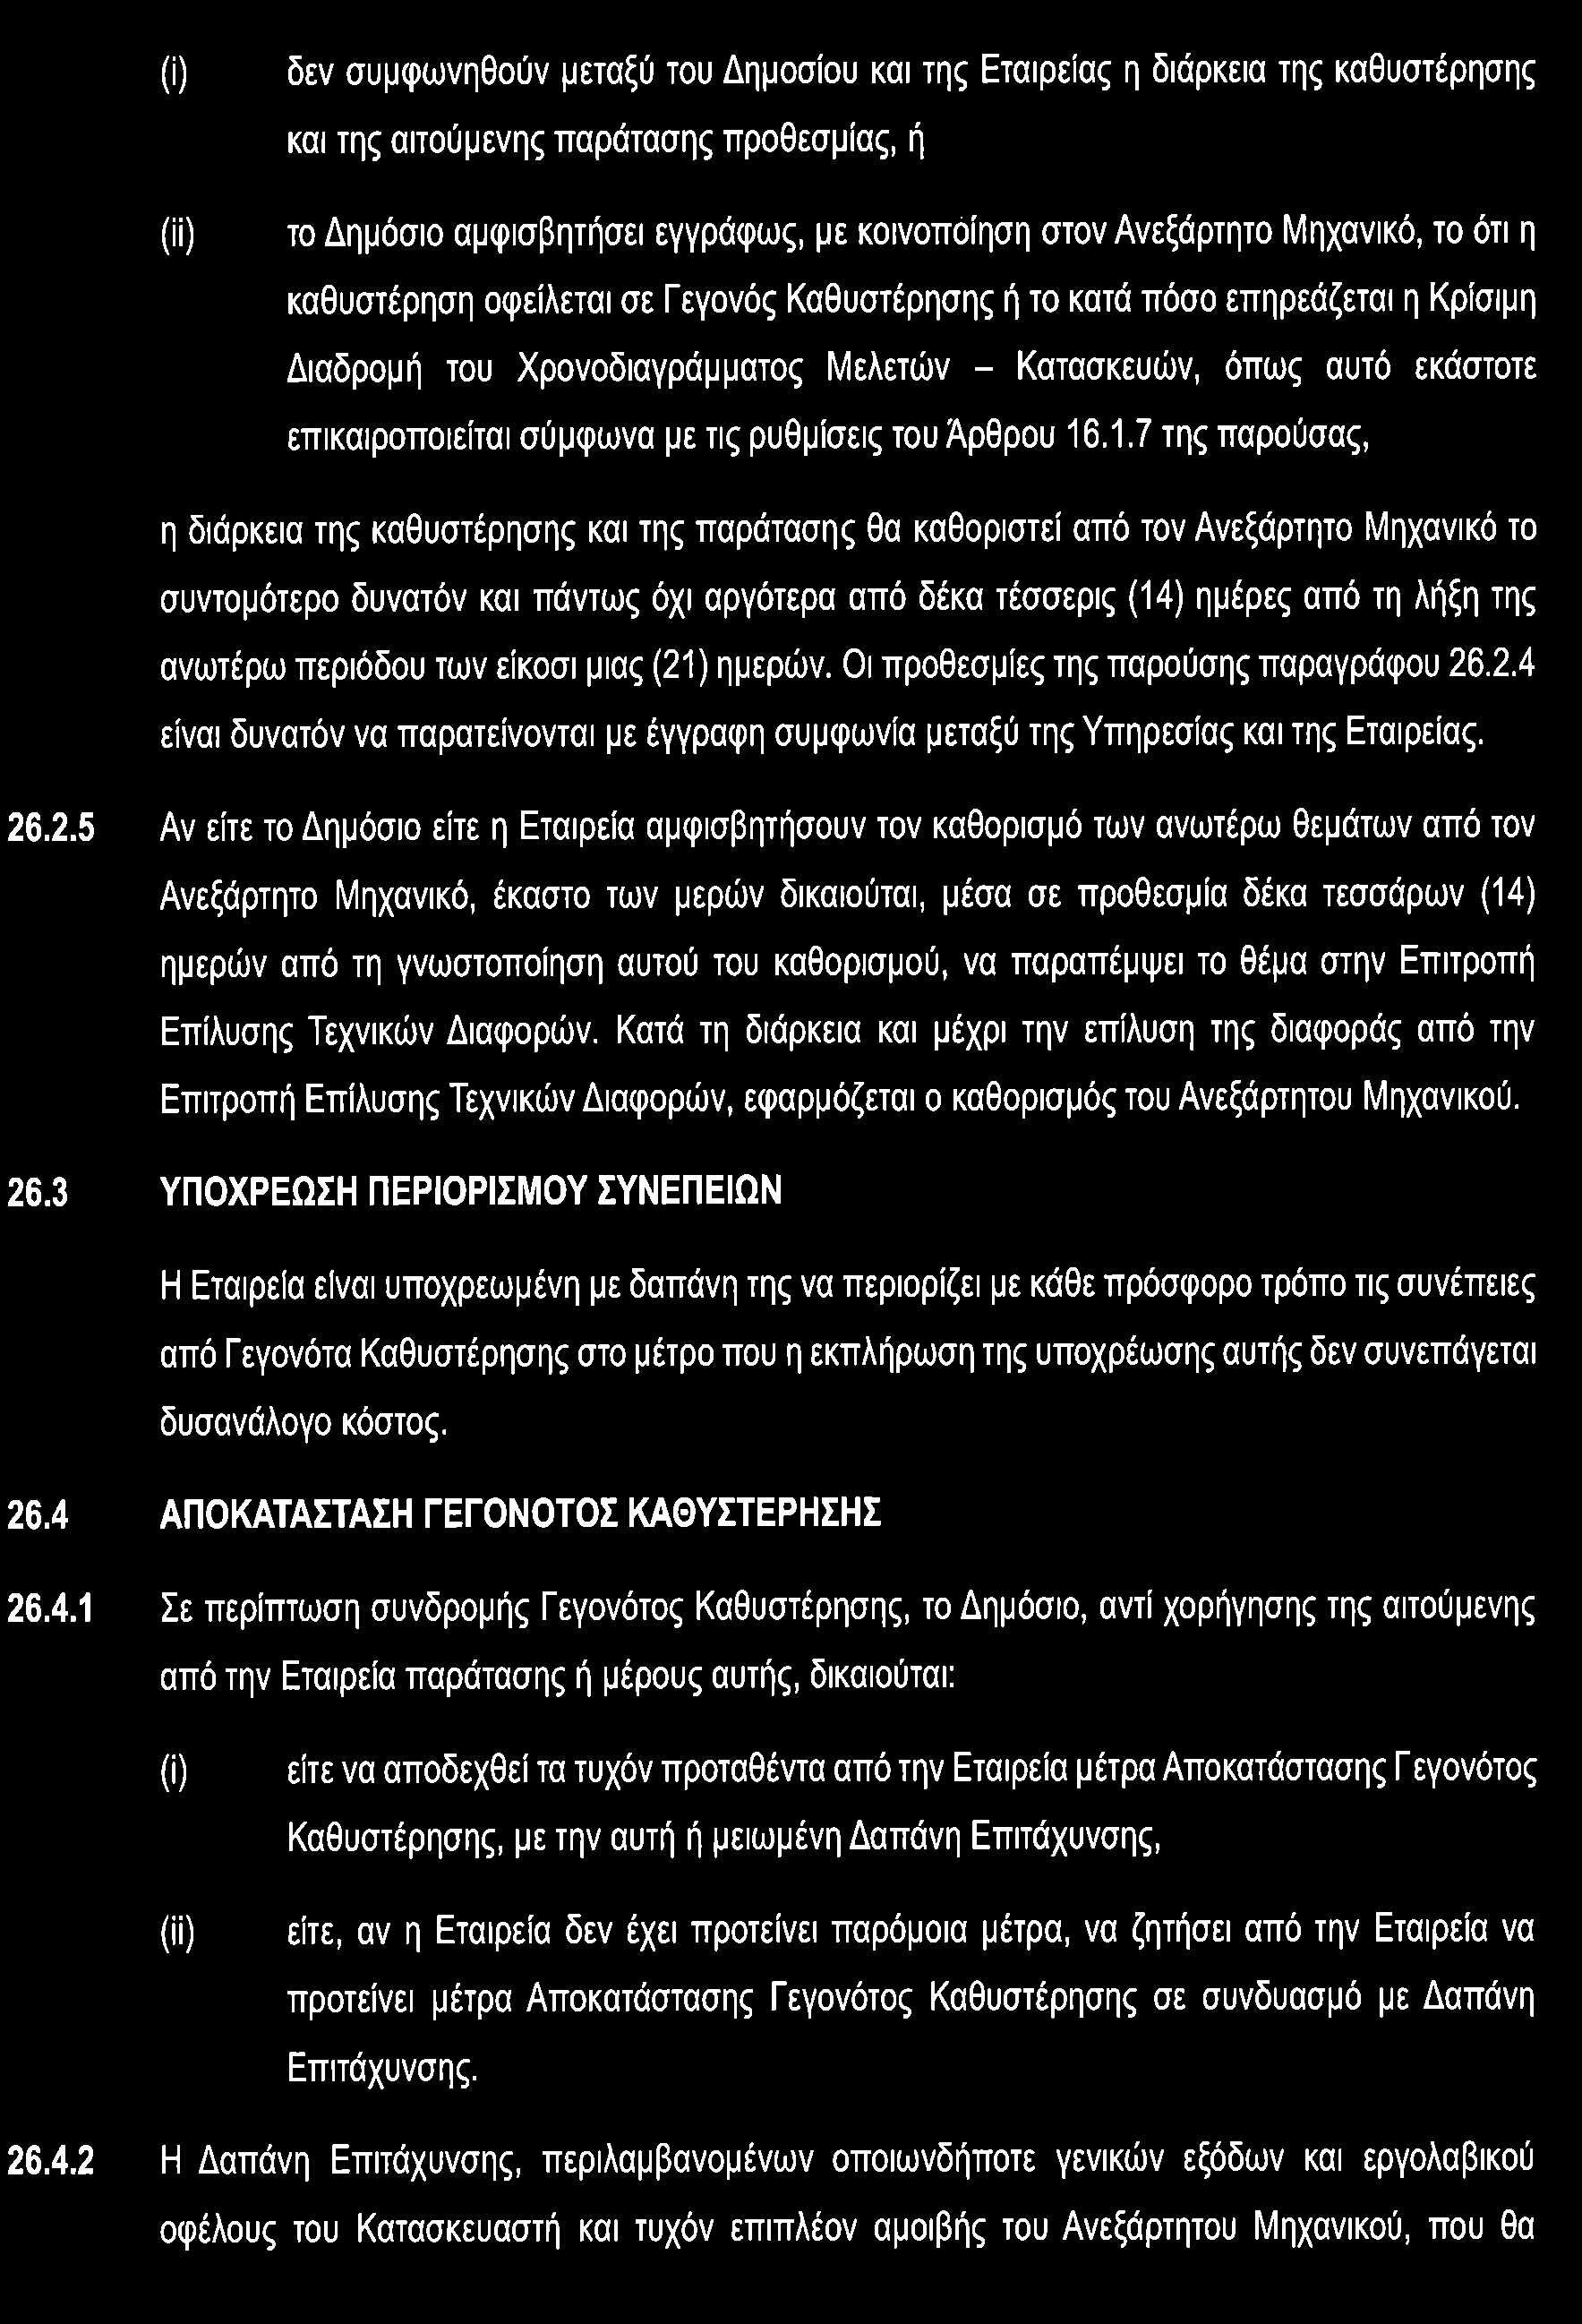 (i) δεν συμφωνηθούν μεταξύ του Δημοσίου και της Εταιρείας η διάρκεια της καθυστέρησης
και της αιτούμενης παράτασης προθεσμίας, ή
(ii) το Δημόσιο αμφισβητήσει εγγράφως, με κοινοποίηση στον Ανεξάρτητο Μηχανικό, το ότι η
καθυστέρηση οφείλεται σε Γεγονός Καθυστέρησης ή το κατά πόσο επηρεάζεται η Κρίσιμη
Διαδρομή του Χρονοδιαγράμματος Μελετών – Κατασκευών, όπως αυτό εκάστοτε
επικαιροποιείται σύμφωνα με τις ρυθμίσεις του Άρθρου 16.1.7 της παρούσας,
η διάρκεια της καθυστέρησης και της παράτασης θα καθοριστεί από τον Ανεξάρτητο Μηχανικό το
συντομότερο δυνατόν και πάντως όχι αργότερα από δέκα τέσσερις (14) ημέρες από τη λήξη της
ανωτέρω περιόδου των είκοσι μιας (21) ημερών. Οι προθεσμίες της παρούσης παραγράφου 26.2.4
είναι δυνατόν να παρατείνονται με έγγραφη συμφωνία μεταξύ της Υπηρεσίας και της Εταιρείας.
26.2.5 Αν είτε το Δημόσιο είτε η Εταιρεία αμφισβητήσουν τον καθορισμό των ανωτέρω θεμάτων από τον
Ανεξάρτητο Μηχανικό, έκαστο των μερών δικαιούται, μέσα σε προθεσμία δέκα τεσσάρων (14)
ημερών από τη γνωστοποίηση αυτού του καθορισμού, να παραπέμψει το θέμα στην Επιτροπή
Επίλυσης Τεχνικών Διαφορών. Κατά τη διάρκεια και μέχρι την επίλυση της διαφοράς από την
Επιτροπή Επίλυσης Τεχνικών Διαφορών, εφαρμόζεται ο καθορισμός του Ανεξάρτητου Μηχανικού.
26.3 ΥΠΟΧΡΕΩΣΗ ΠΕΡΙΟΡΙΣΜΟΥ ΣΥΝΕΠΕΙΩΝ
Η Εταιρεία είναι υποχρεωμένη με δαπάνη της να περιορίζει με κάθε πρόσφορο τρόπο τις συνέπειες
από Γεγονότα Καθυστέρησης στο μέτρο που η εκπλήρωση της υποχρέωσης αυτής δεν συνεπάγεται
δυσανάλογο κόστος.
26.4 ΑΠΟΚΑΤΑΣΤΑΣΗ ΓΕΓΟΝΟΤΟΣ ΚΑΘΥΣΤΕΡΗΣΗΣ
26.4.1 Σε περίπτωση συνδρομής Γεγονότος Καθυστέρησης, το Δημόσιο, αντί χορήγησης της αιτούμενης
από την Εταιρεία παράτασης ή μέρους αυτής, δικαιούται:
(i) είτε να αποδεχθεί τα τυχόν προταθέντα από την Εταιρεία μέτρα Αποκατάστασης Γεγονότος
Καθυστέρησης, με την αυτή ή μειωμένη Δαπάνη Επιτάχυνσης,
(ii) είτε, αν η Εταιρεία δεν έχει προτείνει παρόμοια μέτρα, να ζητήσει από την Εταιρεία να
προτείνει μέτρα Αποκατάστασης Γεγονότος Καθυστέρησης σε συνδυασμό με Δαπάνη
Επιτάχυνσης.
26.4.2 Η Δαπάνη Επιτάχυνσης, περιλαμβανομένων οποιωνδήποτε γενικών εξόδων και εργολαβικού
οφέλους του Κατασκευαστή και τυχόν επιπλέον αμοιβής του Ανεξάρτητου Μηχανικού, που θα